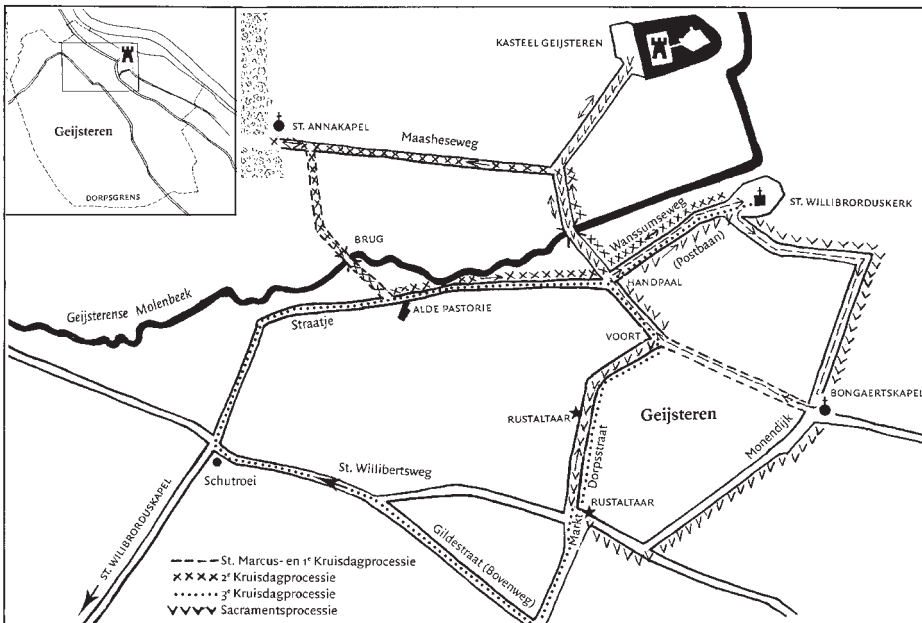 Geijsteren
DORPSGRENS
KASTEEL GEIJSTEREN
ST. ANNAKAPEL
Maasheseweg
ST. WILLIBRORDUSKERK
Wanssumseweg
(Postbaan)
BRUG
HANDPAAL
Geijsterense Molenbeek
ALDE PASTORIE
Straatje
VOORT
BONGAERTSKAPEL
RUSTALTAAR
Geijsteren
Dorpsstraat
Monendijk
St. Willibertsweg
Schutroei
RUSTALTAAR
Markt
Gildestraat (Bovenweg)
ST. WILIBRORDUSKAPEL
St. Marcus- en 1e Kruisdagprocessie
2e Kruisdagprocessie
3e Kruisdagprocessie
Sacramentsprocessie